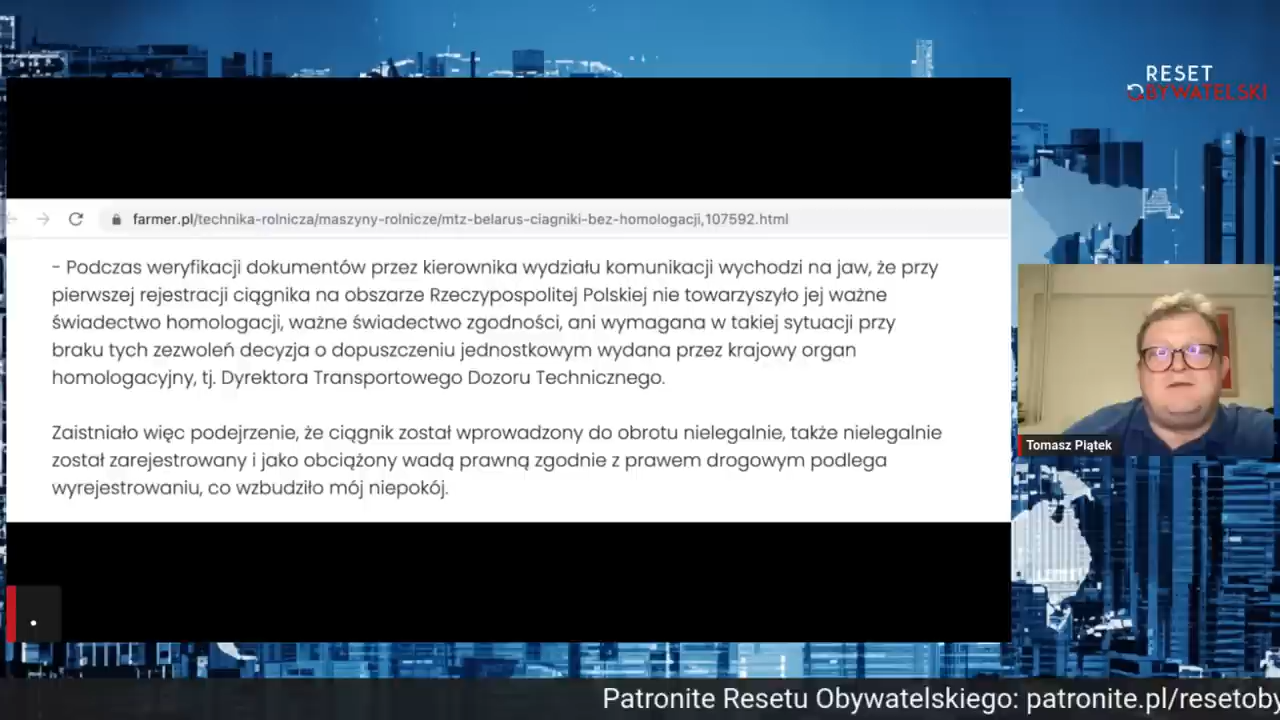 RESET
OBYWATELSKI
farmer.pl/technika-rolnicza/maszyny-rolnicze/mtz-belarus-ciagniki-bez-homologacji,107592.html
- Podczas weryfikacji dokumentów przez kierownika wydziału komunikacji wychodzi na jaw, że przy
pierwszej rejestracji ciągnika na obszarze Rzeczypospolitej Polskiej nie towarzyszyło jej ważne
świadectwo homologacji, ważne świadectwo zgodności, ani wymagana w takiej sytuacji przy
braku tych zezwoleń decyzja o dopuszczeniu jednostkowym wydana przez krajowy organ
homologacyjny, tj. Dyrektora Transportowego Dozoru Technicznego.
Zaistniało więc podejrzenie, że ciągnik został wprowadzony do obrotu nielegalnie, także nielegalnie
został zarejestrowany i jako obciążony wadą prawną zgodnie z prawem drogowym podlega
wyrejestrowaniu, co wzbudziło mój niepokój.
Tomasz Piątek
.
Patronite Resetu Obywatelskiego: patronite.pl/resetoby